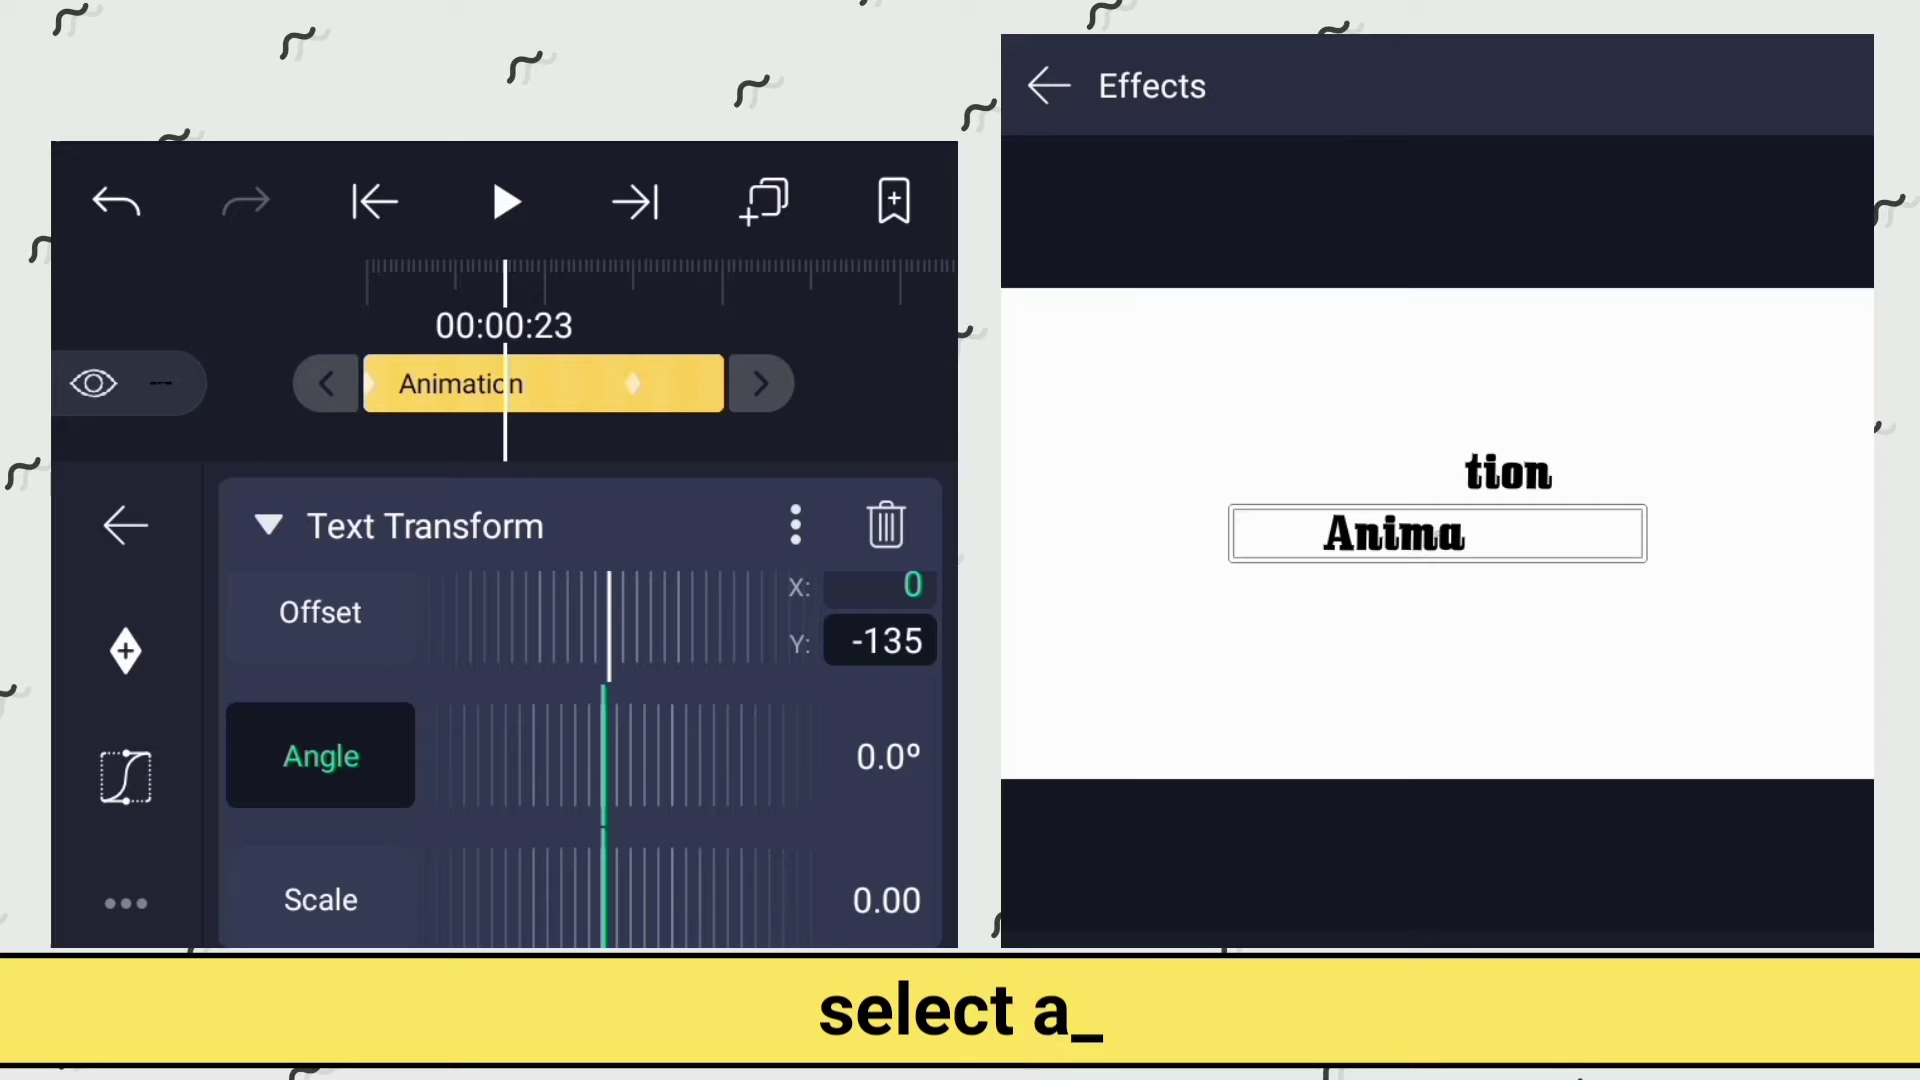 Effects
00:00:23
Animation
Text Transform
Offset
X: 0
Y: -135
Angle
0.0º
Scale
0.00
tion
Anima
select a_